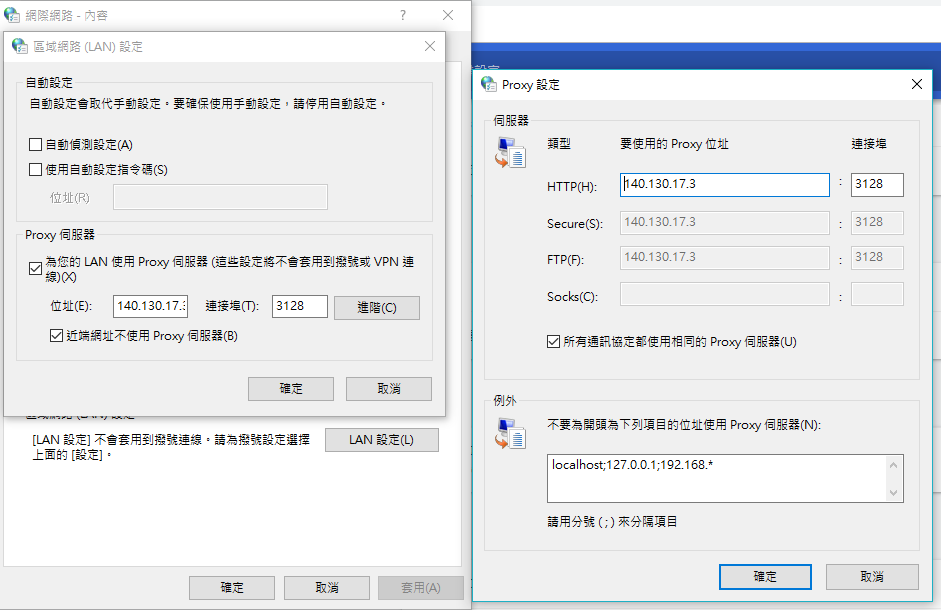 網際網路 - 內容
?
區域網路 (LAN) 設定
自動設定
自動設定會取代手動設定。要確保使用手動設定，請停用自動設定。
自動偵測設定(A)
使用自動設定指令碼(S)
位址(R)
Proxy 伺服器
為您的 LAN 使用 Proxy 伺服器 (這些設定將不會套用到撥號或 VPN 連
線)(X)
位址(E): 140.130.17.3 連接埠(T): 3128 進階(C)
近端網址不使用 Proxy 伺服器(B)
確定 取消
區域網路 (LAN) 設定
[LAN 設定] 不會套用到撥號連線。請為撥號設定選擇
上面的 [設定]。
LAN 設定(L)
確定 取消 套用(A)
設定
Proxy 設定
伺服器
類型 要使用的 Proxy 位址 連接埠
HTTP(H): 140.130.17.3 : 3128
Secure(S): 140.130.17.3 : 3128
FTP(F): 140.130.17.3 : 3128
Socks(C): :
所有通訊協定都使用相同的 Proxy 伺服器(U)
例外
不要為開頭為下列項目的位址使用 Proxy 伺服器(N):
localhost;127.0.0.1;192.168.*
請用分號 ( ; ) 來分隔項目
確定 取消